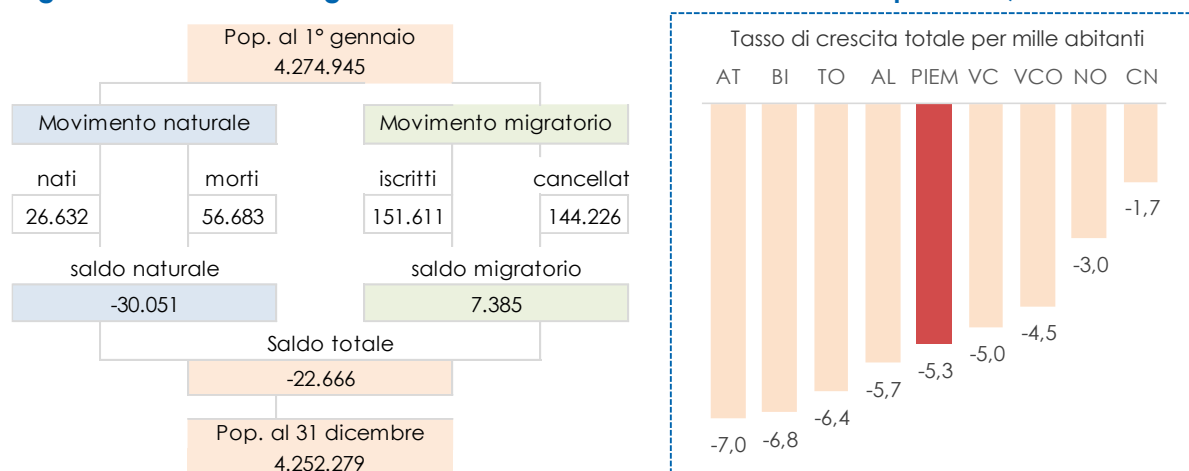 Pop. al 1° gennaio
4.274.945
Movimento naturale
Movimento migratorio
nati
morti
iscritti
cancellat
26.632
56.683
151.611
144.226
saldo naturale
saldo migratorio
-30.051
7.385
Saldo totale
-22.666
Pop. al 31 dicembre
4.252.279
Tasso di crescita totale per mille abitanti
AT BI TO AL PIEM VC VCO NO CN
-7,0
-6,8
-6,4
-5,7
-5,3
-5,0
-4,5
-3,0
-1,7